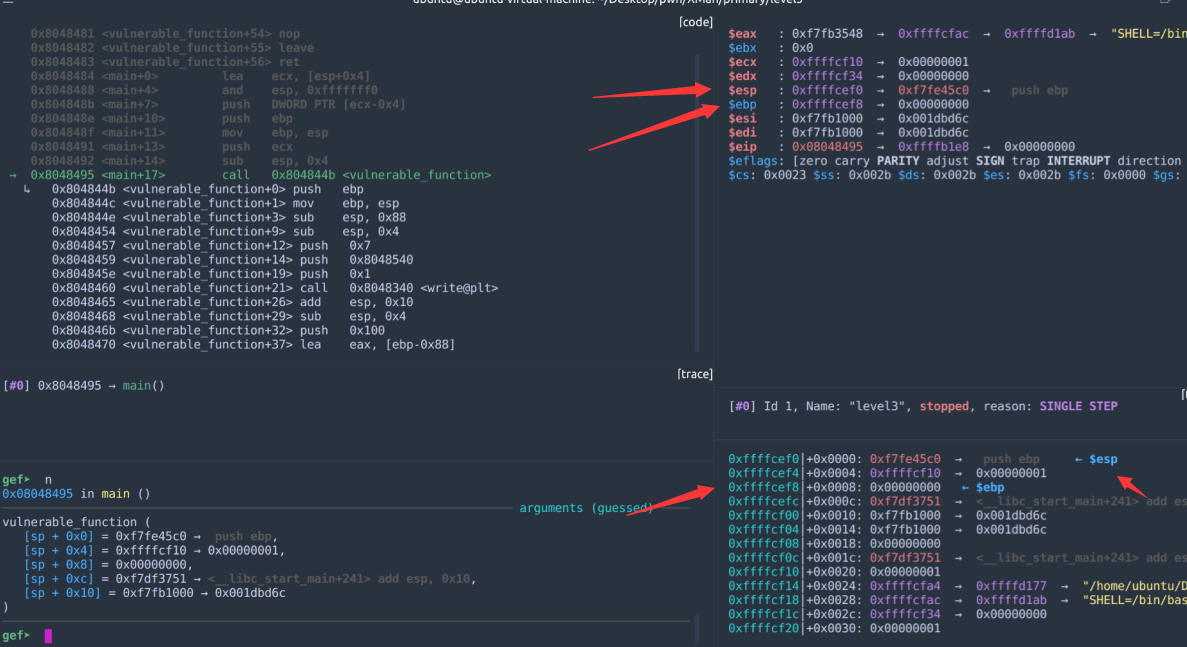 ubuntu@ubuntu-virtual-machine: ~/Desktop/pwn/XMan/primary/level3
[code]
0x8048481 <vulnerable_function+54> nop
0x8048482 <vulnerable_function+55> leave
0x8048483 <vulnerable_function+56> ret
0x8048484 <main+0> lea ecx, [esp+0x4]
0x8048488 <main+4> and esp, 0xfffffff0
0x804848b <main+7> push DWORD PTR [ecx-0x4]
0x804848e <main+10> push ebp
0x804848f <main+11> mov ebp, esp
0x8048491 <main+13> push ecx
0x8048492 <main+14> sub esp, 0x4
→ 0x8048495 <main+17> call 0x804844b <vulnerable_function>
↳ 0x804844b <vulnerable_function+0> push ebp
0x804844c <vulnerable_function+1> mov ebp, esp
0x804844e <vulnerable_function+3> sub esp, 0x88
0x8048454 <vulnerable_function+9> sub esp, 0x4
0x8048457 <vulnerable_function+12> push 0x7
0x8048459 <vulnerable_function+14> push 0x8048540
0x804845e <vulnerable_function+19> push 0x1
0x8048460 <vulnerable_function+21> call 0x8048340 <write@plt>
0x8048465 <vulnerable_function+26> add esp, 0x10
0x8048468 <vulnerable_function+29> sub esp, 0x4
0x804846b <vulnerable_function+32> push 0x100
0x8048470 <vulnerable_function+37> lea eax, [ebp-0x88]
[trace]
[#0] 0x8048495 → main()
gef➤ n
0x08048495 in main ()
arguments (guessed)
vulnerable_function (
[sp + 0x0] = 0xf7fe45c0 → push ebp,
[sp + 0x4] = 0xffffcf10 → 0x00000001,
[sp + 0x8] = 0x00000000,
[sp + 0xc] = 0xf7df3751 → <__libc_start_main+241> add esp, 0x10,
[sp + 0x10] = 0xf7fb1000 → 0x001dbd6c
)
gef➤
$eax : 0xf7fb3548 → 0xffffcfac → 0xffffd1ab → "SHELL=/bin
$ebx : 0x0
$ecx : 0xffffcf10 → 0x00000001
$edx : 0xffffcf34 → 0x00000000
$esp : 0xffffcef0 → 0xf7fe45c0 → push ebp
$ebp : 0xffffcef8 → 0x00000000
$esi : 0xf7fb1000 → 0x001dbd6c
$edi : 0xf7fb1000 → 0x001dbd6c
$eip : 0x08048495 → 0xffffb1e8 → 0x00000000
$eflags: [zero carry PARITY adjust SIGN trap INTERRUPT direction
$cs: 0x0023 $ss: 0x002b $ds: 0x002b $es: 0x002b $fs: 0x0000 $gs:
[#0] Id 1, Name: "level3", stopped, reason: SINGLE STEP
0xffffcef0|+0x0000: 0xf7fe45c0 → push ebp ← $esp
0xffffcef4|+0x0004: 0xffffcf10 → 0x00000001
0xffffcef8|+0x0008: 0x00000000 ← $ebp
0xffffcefc|+0x000c: 0xf7df3751 → <__libc_start_main+241> add es
0xffffcf00|+0x0010: 0xf7fb1000 → 0x001dbd6c
0xffffcf04|+0x0014: 0xf7fb1000 → 0x001dbd6c
0xffffcf08|+0x0018: 0x00000000
0xffffcf0c|+0x001c: 0xf7df3751 → <__libc_start_main+241> add es
0xffffcf10|+0x0020: 0x00000001
0xffffcf14|+0x0024: 0xffffcfa4 → 0xffffd177 → "/home/ubuntu/D
0xffffcf18|+0x0028: 0xffffcfac → 0xffffd1ab → "SHELL=/bin/bas
0xffffcf1c|+0x002c: 0xffffcf34 → 0x00000000
0xffffcf20|+0x0030: 0x00000001